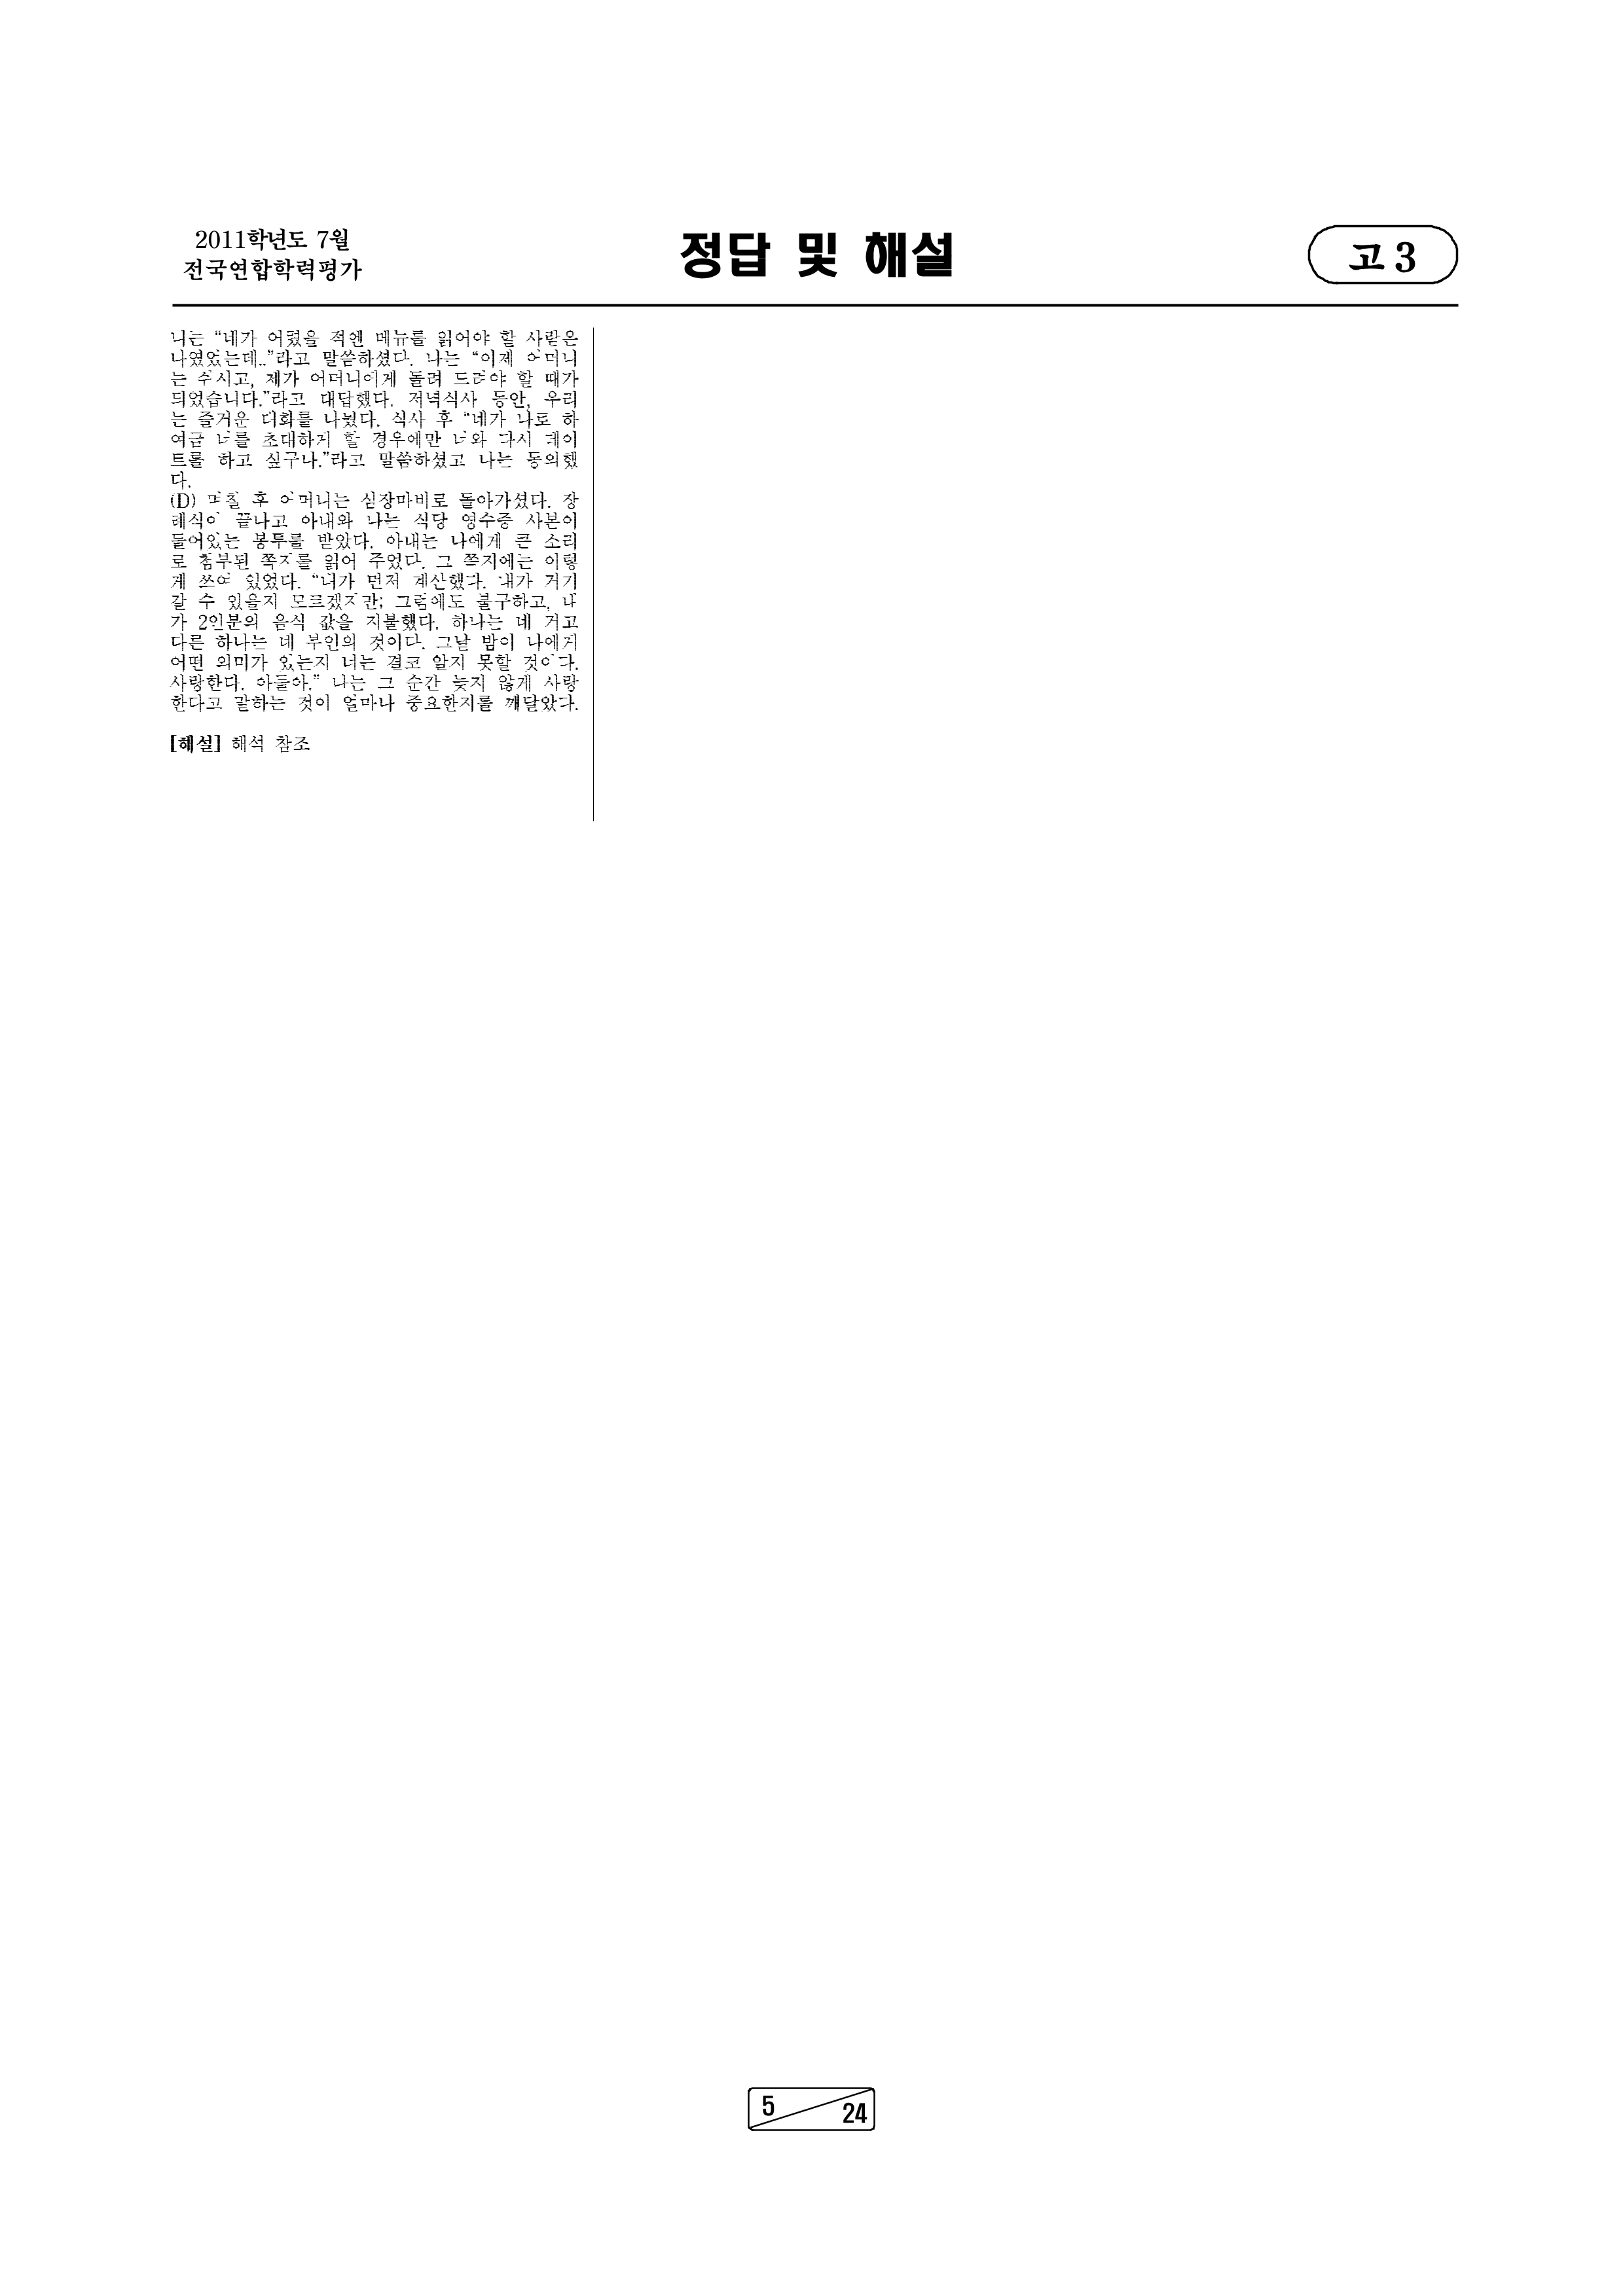 2011학년도 7월
전국연합학력평가
정답 및 해설
고 3
니는 “네가 어렸을 적엔 메뉴를 읽어야 할 사람은
나였었는데..”라고 말씀하셨다. 나는 “이제 어머니
는 쉬시고, 제가 어머니에게 돌려 드려야 할 때가
되었습니다.”라고 대답했다. 저녁식사 동안, 우리
는 즐거운 대화를 나눴다. 식사 후 “네가 나로 하
여금 너를 초대하게 할 경우에만 너와 다시 데이
트를 하고 싶구나.”라고 말씀하셨고 나는 동의했
다.
(D) 며칠 후 어머니는 심장마비로 돌아가셨다. 장
례식이 끝나고 아내와 나는 식당 영수증 사본이
들어있는 봉투를 받았다. 아내는 나에게 큰 소리
로 첨부된 쪽지를 읽어 주었다. 그 쪽지에는 이렇
게 쓰여 있었다. “내가 먼저 계산했다. 내가 거기
갈 수 있을지 모르겠지만; 그럼에도 불구하고, 내
가 2인분의 음식 값을 지불했다. 하나는 네 거고
다른 하나는 네 부인의 것이다. 그날 밤이 나에게
어떤 의미가 있는지 너는 결코 알지 못할 것이다.
사랑한다. 아들아.” 나는 그 순간 늦지 않게 사랑
한다고 말하는 것이 얼마나 중요한지를 깨달았다.
[해설] 해석 참조
5
24